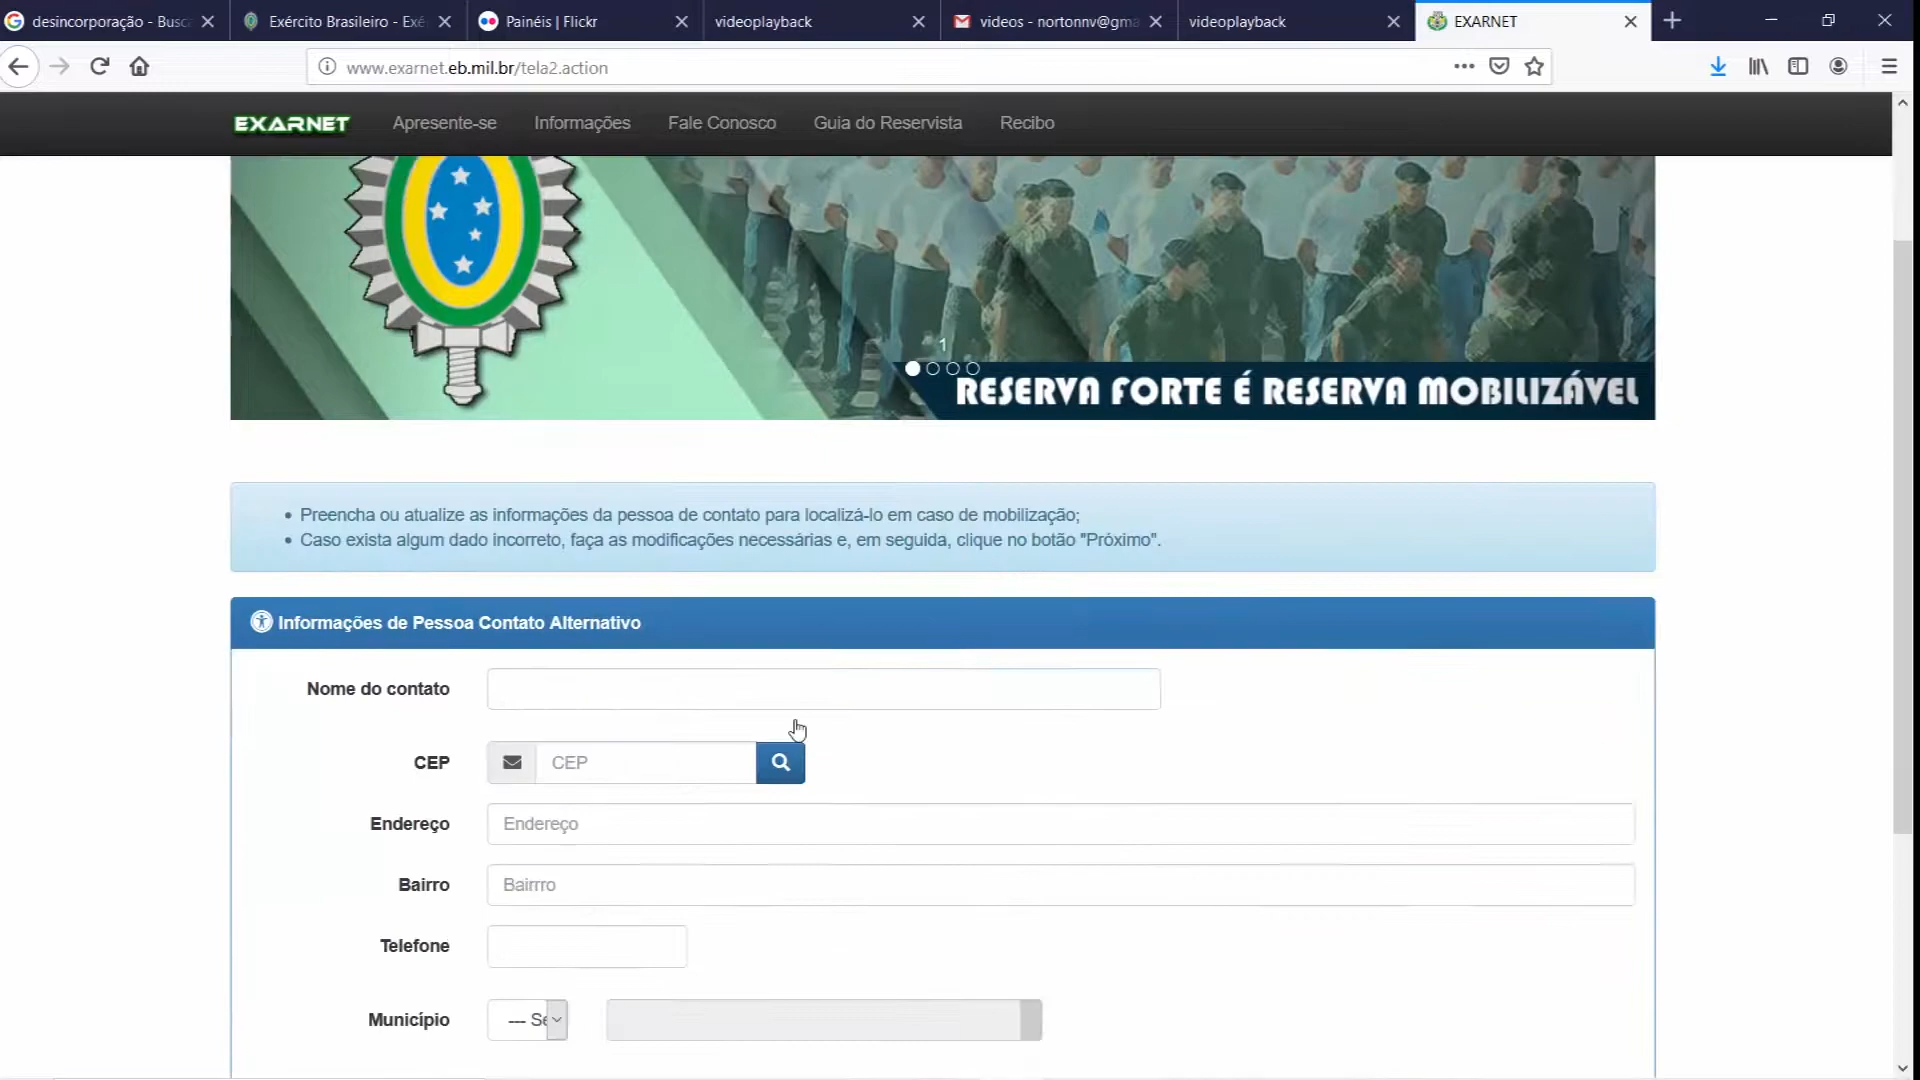 desincorporação - Busc
Exército Brasileiro - Exé
Painéis | Flickr
videoplayback
videos - nortonnv@gma
videoplayback
EXARNET
www.exarnet.eb.mil.br/tela2.action
EXARNET
Apresente-se
Informações
Fale Conosco
Guia do Reservista
Recibo
1
RESERVA FORTE É RESERVA MOBILIZÁVEL
Preencha ou atualize as informações da pessoa de contato para localizá-lo em caso de mobilização;
Caso exista algum dado incorreto, faça as modificações necessárias e, em seguida, clique no botão "Próximo".
Informações de Pessoa Contato Alternativo
Nome do contato
CEP CEP
Endereço Endereço
Bairro Bairrro
Telefone
Município --- Se